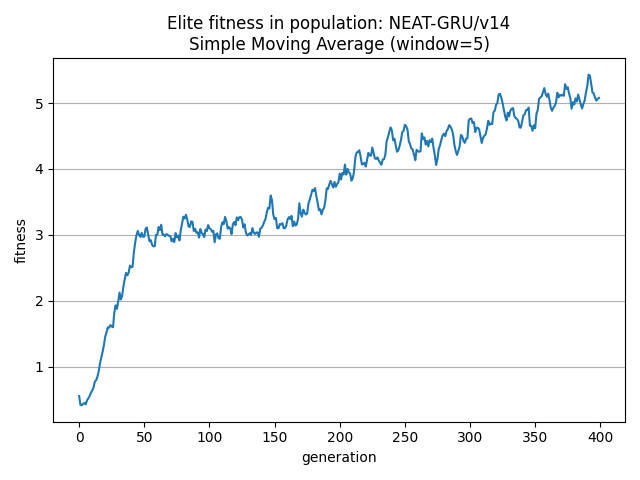 Elite fitness in population: NEAT-GRU/v14
Simple Moving Average (window=5)
fitness
5
4
3
2
1
0 50 100 150 200 250 300 350 400
generation